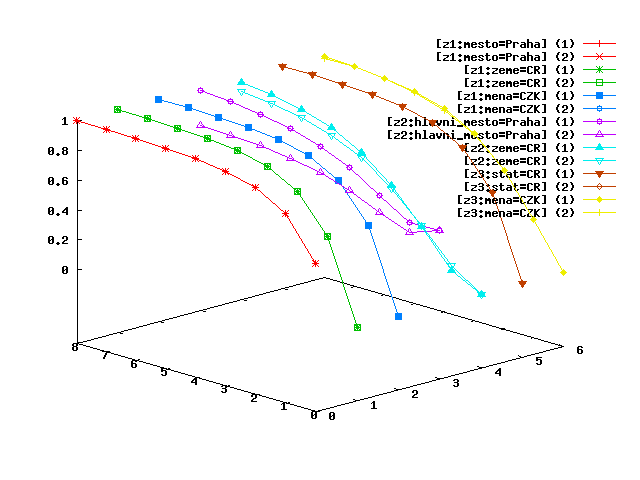 [z1:mesto=Praha] (1)
[z1:mesto=Praha] (2)
[z1:zeme=CR] (1)
[z1:zeme=CR] (2)
[z1:mena=CZK] (1)
[z1:mena=CZK] (2)
[z2:hlavni_mesto=Praha] (1)
[z2:hlavni_mesto=Praha] (2)
[z2:zeme=CR] (1)
[z2:zeme=CR] (2)
[z3:stat=CR] (1)
[z3:stat=CR] (2)
[z3:mena=CZK] (1)
[z3:mena=CZK] (2)
1
0.8
0.6
0.4
0.2
0
8
7
6
5
4
3
2
1
0
0
1
2
3
4
5
6